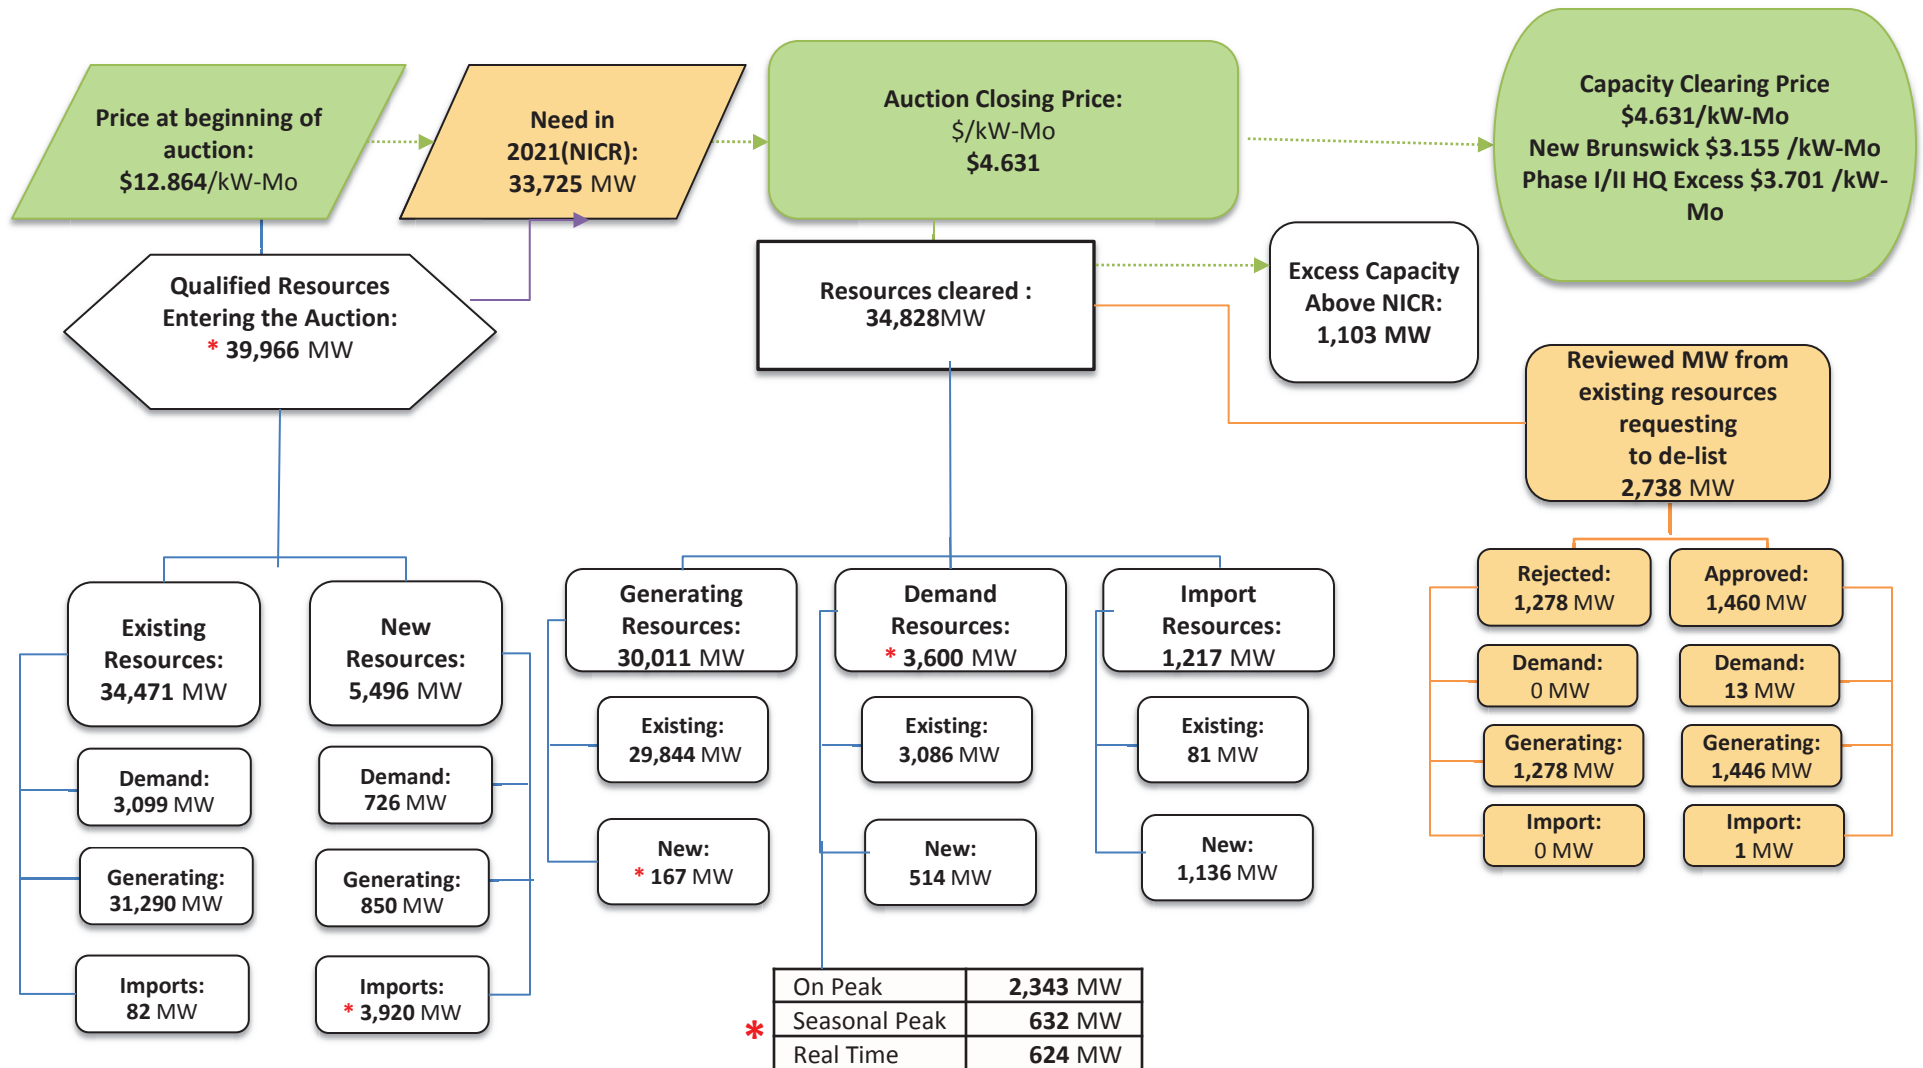 Price at beginning of
auction:
$12.864/kW-Mo
Need in
2021(NICR):
33,725 MW
Auction Closing Price:
$/kW-Mo
$4.631
Capacity Clearing Price
$4.631/kW-Mo
New Brunswick $3.155 /kW-Mo
Phase I/II HQ Excess $3.701 /kW-
Mo
Qualified Resources
Entering the Auction:
* 39,966 MW
Resources cleared :
34,828MW
Excess Capacity
Above NICR:
1,103 MW
Reviewed MW from
existing resources
requesting
to de-list
2,738 MW
Existing
Resources:
34,471 MW
Demand:
3,099 MW
Generating:
31,290 MW
Imports:
82 MW
New
Resources:
5,496 MW
Demand:
726 MW
Generating:
850 MW
Imports:
* 3,920 MW
Generating
Resources:
30,011 MW
Existing:
29,844 MW
New:
* 167 MW
Demand
Resources:
* 3,600 MW
Existing:
3,086 MW
New:
514 MW
Import
Resources:
1,217 MW
Existing:
81 MW
New:
1,136 MW
Rejected:
1,278 MW
Demand:
0 MW
Generating:
1,278 MW
Import:
0 MW
Approved:
1,460 MW
Demand:
13 MW
Generating:
1,446 MW
Import:
1 MW
*
On Peak 2,343 MW
Seasonal Peak 632 MW
Real Time 624 MW